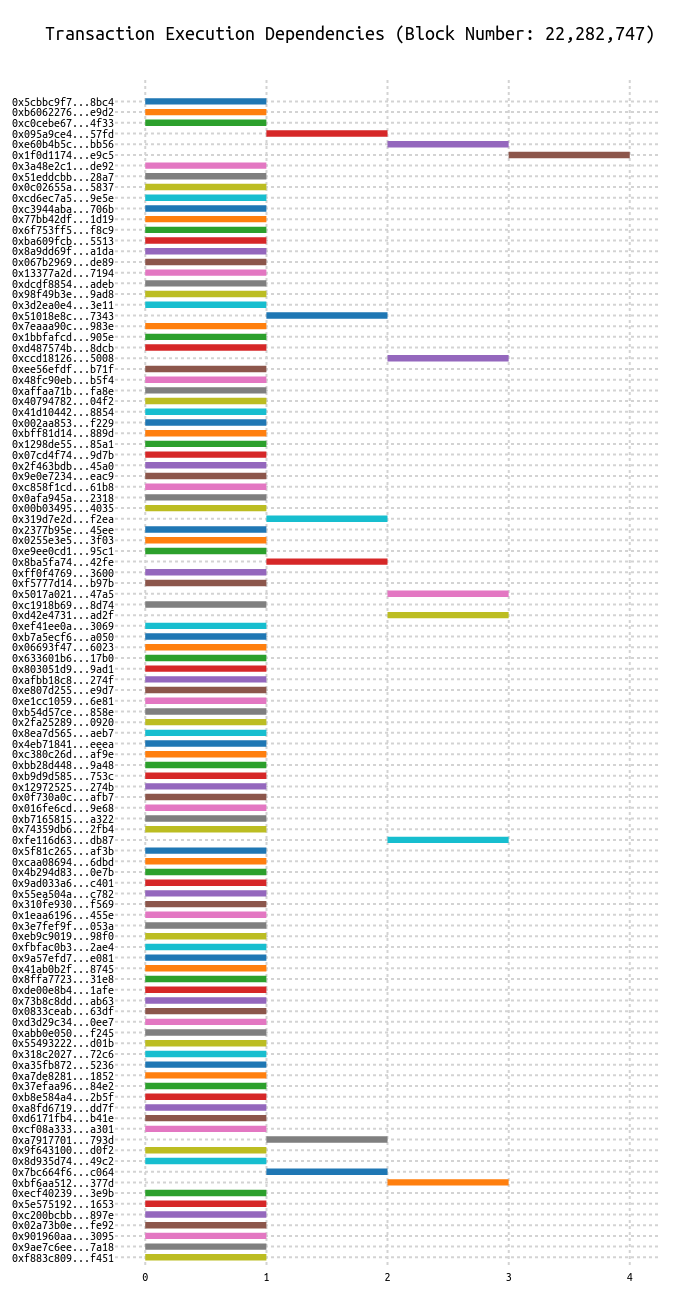 Transaction Execution Dependencies (Block Number: 22,282,747)
0x5cbbc9f7...8bc4
0xb6062276...e9d2
0xc0cebe67...4f33
0x095a9ce4...57fd
0xe60b4b5c...bb56
0x1f0d1174...e9c5
0x3a48e2c1...de92
0x51eddcbb...28a7
0x0c02655a...5837
0xcd6ec7a5...9e5e
0xc3944aba...706b
0x77bb42df...1d19
0x6f753ff5...f8c9
0xba609fcb...5513
0x8a9dd69f...a1da
0x067b2969...de89
0x13377a2d...7194
0xdcdf8854...adeb
0x98f49b3e...9ad8
0x3d2ea0e4...3e11
0x51018e8c...7343
0x7eaaa90c...983e
0x1bbfafcd...905e
0xd487574b...8dcb
0xccd18126...5008
0xee56efdf...b71f
0x48fc90eb...b5f4
0xaffaa71b...fa8e
0x40794782...04f2
0x41d10442...8854
0x002aa853...f229
0xbff81d14...889d
0x1298de55...85a1
0x07cd4f74...9d7b
0x2f463bdb...45a0
0x9e0e7234...eac9
0xc858f1cd...61b8
0x0afa945a...2318
0x00b03495...4035
0x319d7e2d...f2ea
0x2377b95e...45ee
0x0255e3e5...3f03
0xe9ee0cd1...95c1
0x8ba5fa74...42fe
0xff0f4769...3600
0xf5777d14...b97b
0x5017a021...47a5
0xc1918b69...8d74
0xd42e4731...ad2f
0xef41ee0a...3069
0xb7a5ecf6...a050
0x06693f47...6023
0x633601b6...17b0
0x803051d9...9ad1
0xafbb18c8...274f
0xe807d255...e9d7
0xe1cc1059...6e81
0xb54d57ce...858e
0x2fa25289...0920
0x8ea7d565...aeb7
0x4eb71841...eeea
0xc380c26d...af9e
0xbb28d448...9a48
0xb9d9d585...753c
0x12972525...274b
0x0f730a0c...afb7
0x016fe6cd...9e68
0xb7165815...a322
0x74359db6...2fb4
0xfe116d63...db87
0x5f81c265...af3b
0xcaa08694...6dbd
0x4b294d83...0e7b
0x9ad033a6...c401
0x55ea504a...c782
0x310fe930...f569
0x1eaa6196...455e
0x3e7fef9f...053a
0xeb9c9019...98f0
0xfbfac0b3...2ae4
0x9a57efd7...e081
0x41ab0b2f...8745
0x8ffa7723...31e8
0xde00e8b4...1afe
0x73b8c8dd...ab63
0x0833ceab...63df
0xd3d29c34...0ee7
0xabb0e050...f245
0x55493222...d01b
0x318c2027...72c6
0xa35fb872...5236
0xa7de8281...1852
0x37efaa96...84e2
0xb8e584a4...2b5f
0xa8fd6719...dd7f
0xd6171fb4...b41e
0xcf08a333...a301
0xa7917701...793d
0x9f643100...d0f2
0x8d935d74...49c2
0x7bc664f6...c064
0xbf6aa512...377d
0xecf40239...3e9b
0x5e575192...1653
0xc200bcbb...897e
0x02a73b0e...fe92
0x901960aa...3095
0x9ae7c6ee...7a18
0xf883c809...f451
0 1 2 3 4